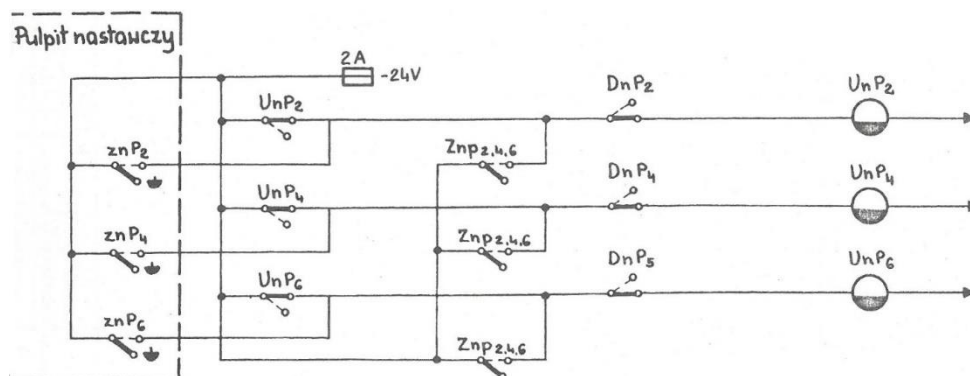 Pulpit nastawczy
2A
-24V
UnP2
DnP2
UnP2
znP2
Znp2,4,6
UnP4
DnP4
UnP4
znP4
Znp2,4,6
UnP6
DnP5
UnP6
znP6
Znp2,4,6